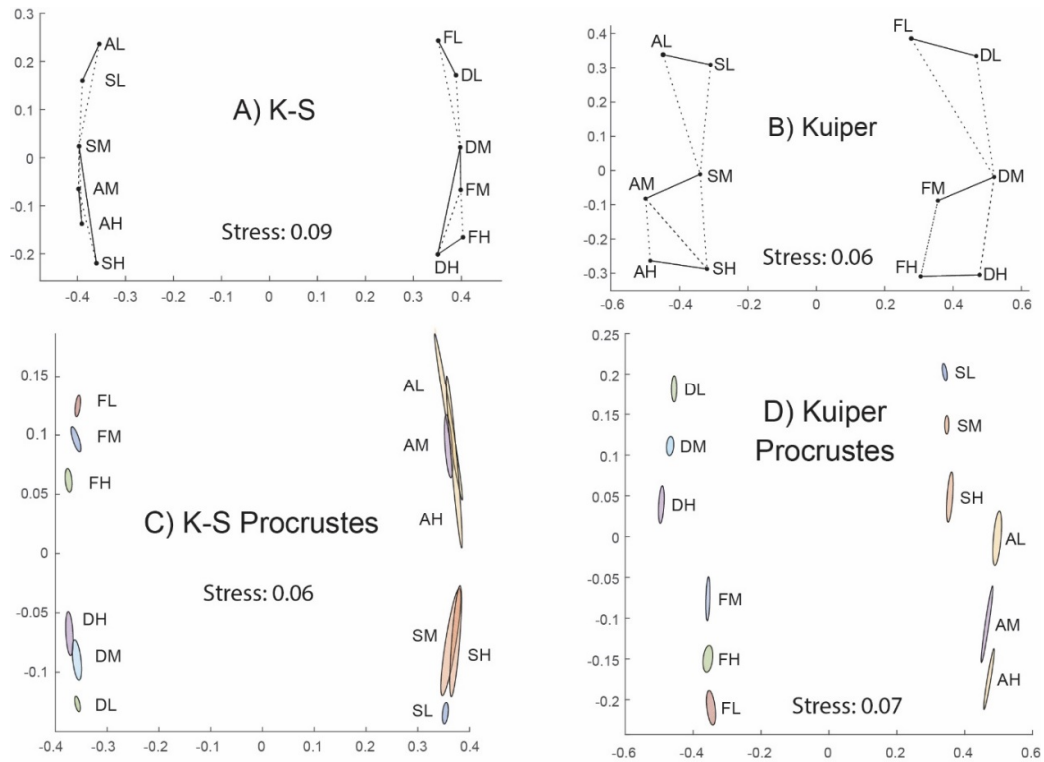 0.3
0.2
0.1
0
-0.1
-0.2
AL
SL
SM
AM
AH
SH
A) K-S
Stress: 0.09
FL
DL
DM
FM
FH
DH
-0.4 -0.3 -0.2 -0.1 0 0.1 0.2 0.3 0.4
0.4
0.3
0.2
0.1
0
-0.1
-0.2
-0.3
AL
SL
SM
AM
AH
SH
B) Kuiper
Stress: 0.06
FL
DL
DM
FM
FH
DH
-0.6 -0.4 -0.2 0 0.2 0.4 0.6
0.15
0.1
0.05
0
-0.05
-0.1
FL
FM
FH
C) K-S Procrustes
Stress: 0.06
DH
DM
DL
AL
AM
AH
SM
SH
SL
-0.4 -0.3 -0.2 -0.1 0 0.1 0.2 0.3 0.4
-0.4
0.25
0.2
0.15
0.1
0.05
0
-0.05
-0.1
-0.15
-0.2
DL
DM
DH
FM
FH
FL
D) Kuiper
Procrustes
Stress: 0.07
SL
SM
SH
AL
AM
AH
-0.6 -0.4 -0.2 0 0.2 0.4 0.6
-0.6